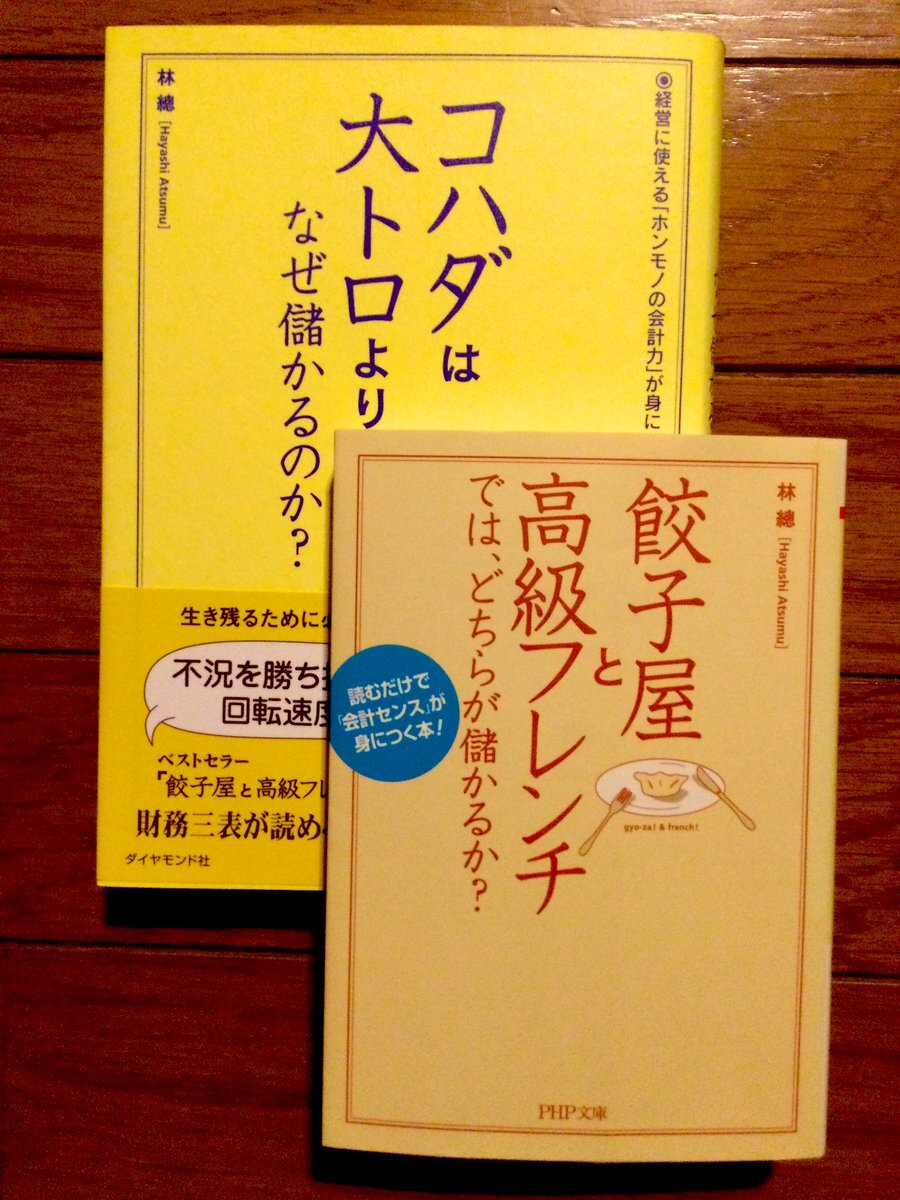 ◉経営に使える「ホンモノの会計力」が身に
コハダは
大トロより
なぜ儲かるのか?
林 總 [Hayashi Atsumu]
生き残るために
不況を勝ち
回転速度
ベストセラー
『餃子屋と高級フレ
財務三表が読め
ダイヤモンド社
林 總 [Hayashi Atsumu]
餃子屋と
高級フレンチ
では、どちらが儲かるか?
読むだけで
「会計センス」が
身につく本!
gyo-za! & french!
PHP文庫